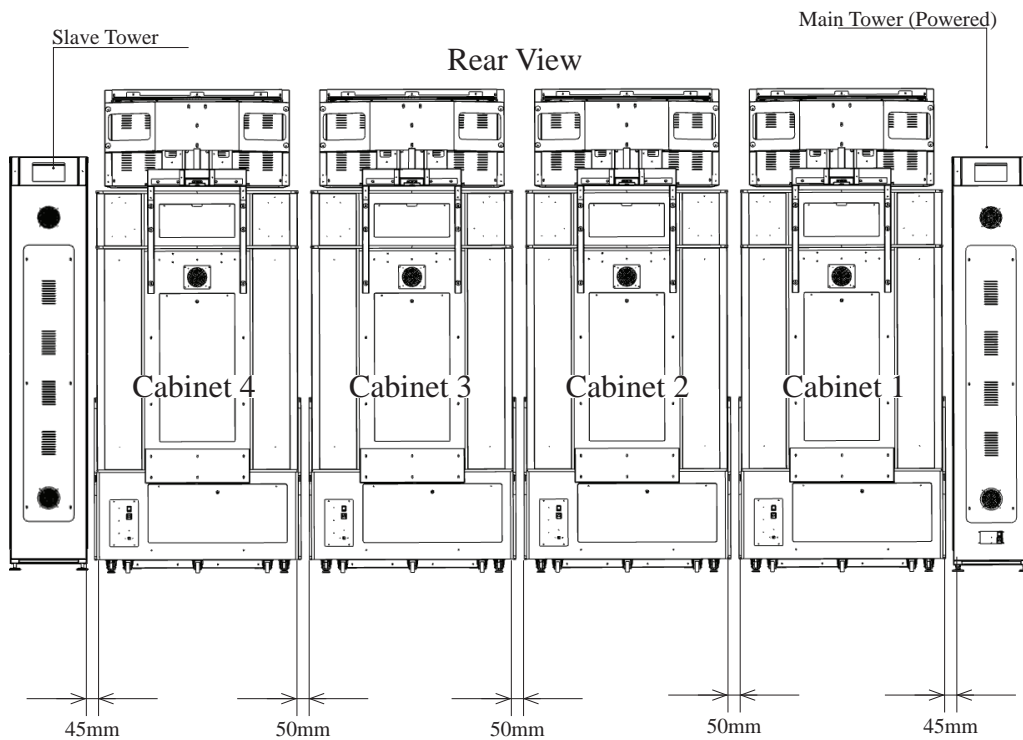 Slave Tower
Main Tower (Powered)
Rear View
Cabinet 4
Cabinet 3
Cabinet 2
Cabinet 1
45mm
50mm
50mm
50mm
45mm